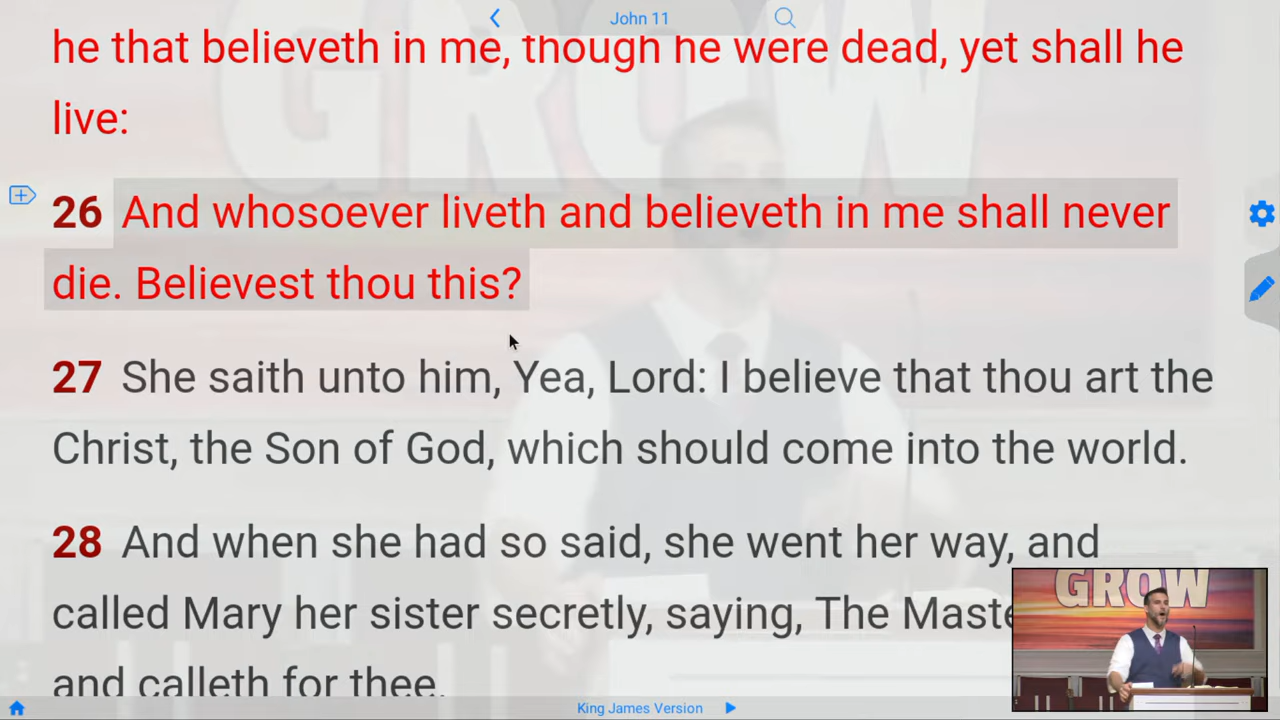 John 11
he that believeth in me, though he were dead, yet shall he
live:
26 And whosoever liveth and believeth in me shall never
die. Believest thou this?
27 She saith unto him, Yea, Lord: I believe that thou art the
Christ, the Son of God, which should come into the world.
28 And when she had so said, she went her way, and
called Mary her sister secretly, saying, The Maste
and calleth for thee.
GROW
GROW
King James Version